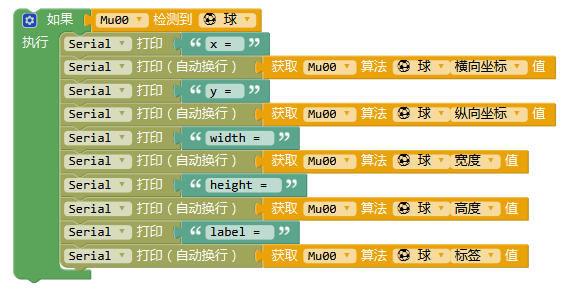 如果 Mu00 检测到 球
执行 Serial 打印 “ x = ”
Serial 打印（自动换行） 获取 Mu00 算法 球 横向坐标 值
Serial 打印 “ y = ”
Serial 打印（自动换行） 获取 Mu00 算法 球 纵向坐标 值
Serial 打印 “ width = ”
Serial 打印（自动换行） 获取 Mu00 算法 球 宽度 值
Serial 打印 “ height = ”
Serial 打印（自动换行） 获取 Mu00 算法 球 高度 值
Serial 打印 “ label = ”
Serial 打印（自动换行） 获取 Mu00 算法 球 标签 值